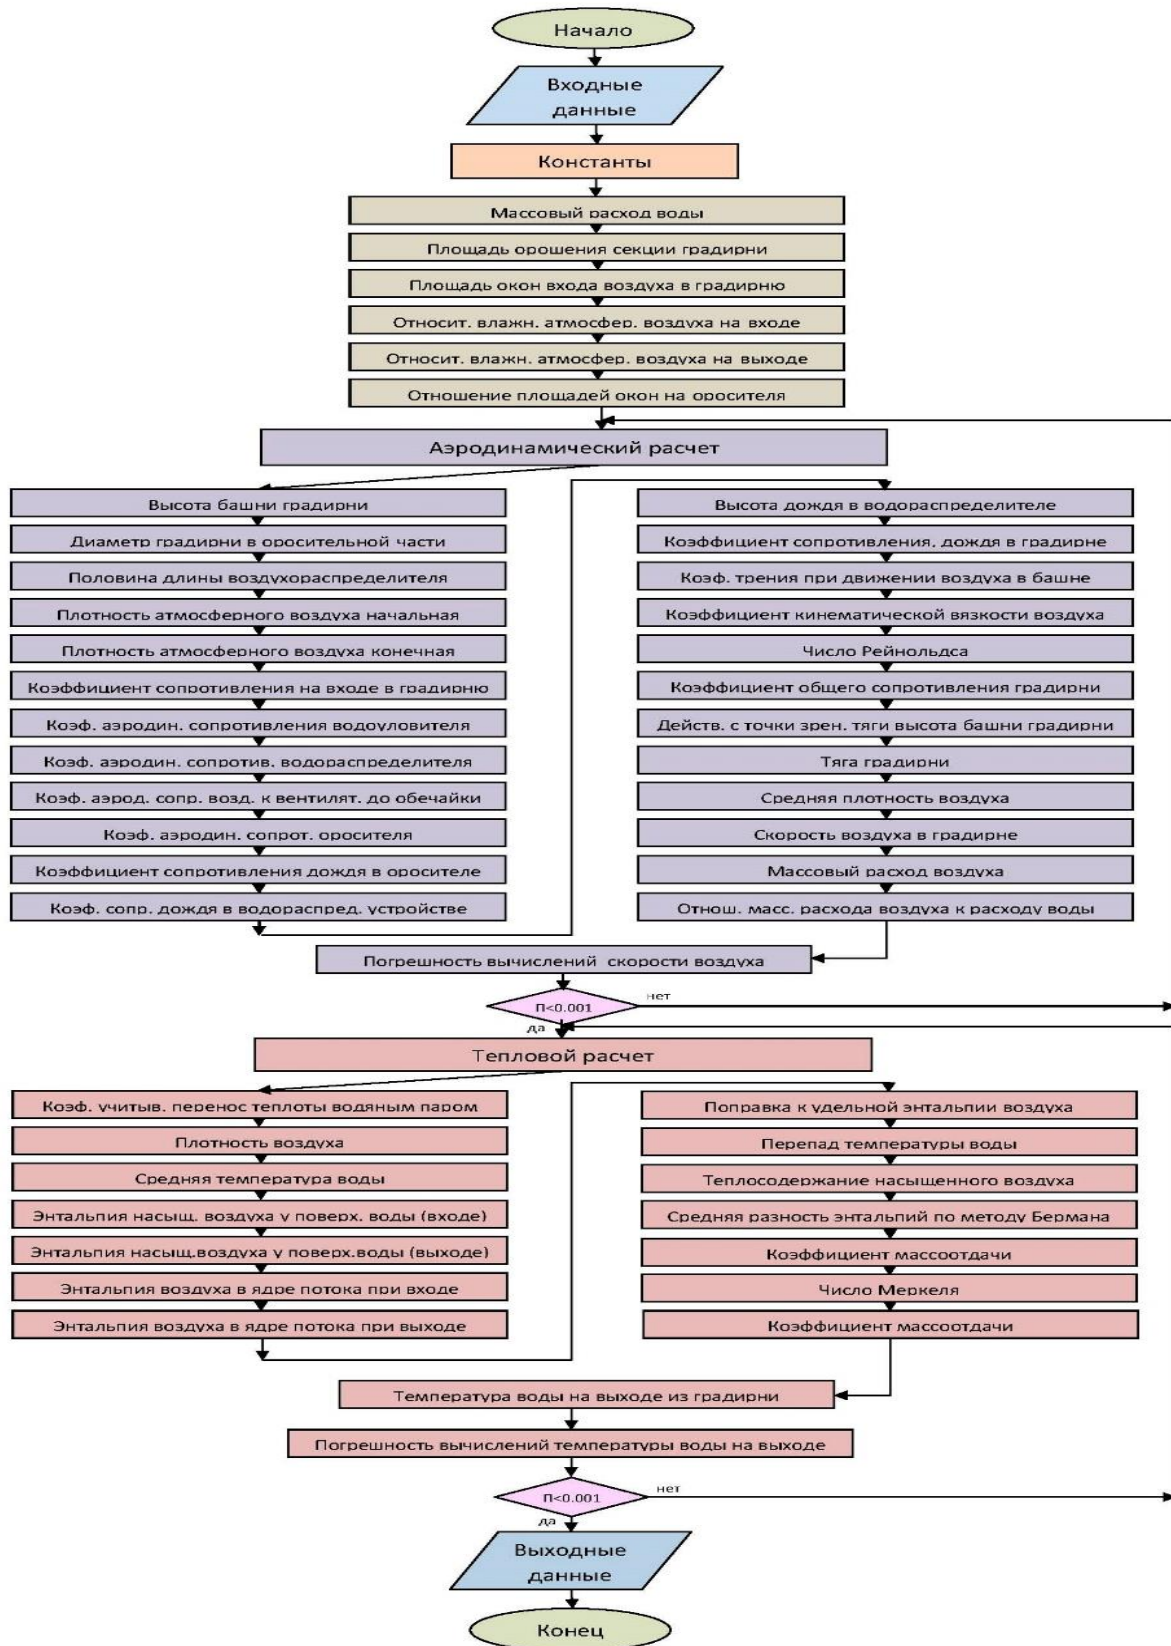 Начало
Входные
данные
Константы
Массовый расход воды
Площадь орошения секции градирни
Площадь окон входа воздуха в градирню
Относит. влажн. атмосфер. воздуха на входе
Относит. влажн. атмосфер. воздуха на выходе
Отношение площадей окон на оросителя
Аэродинамический расчет
Высота башни градирни
Диаметр градирни в оросительной части
Половина длины воздухораспределителя
Плотность атмосферного воздуха начальная
Плотность атмосферного воздуха конечная
Коэффициент сопротивления на входе в градирню
Коэф. аэродин. сопротивления водоуловителя
Коэф. аэродин. сопротив. водораспределителя
Коэф. аэрод. сопр. возд. к вентилят. до обечайки
Коэф. аэродин. сопрот. оросителя
Коэффициент сопротивления дождя в оросителе
Коэф. сопр. дождя в водораспред. устройстве
Высота дождя в водораспределителе
Коэффициент сопротивления, дождя в градирне
Коэф. трения при движении воздуха в башне
Коэффициент кинематической вязкости воздуха
Число Рейнольдса
Коэффициент общего сопротивления градирни
Действ. с точки зрен. тяги высота башни градирни
Тяга градирни
Средняя плотность воздуха
Скорость воздуха в градирне
Массовый расход воздуха
Отнош. масс. расхода воздуха к расходу воды
Погрешность вычислений скорости воздуха
П<0.001
нет
да
Тепловой расчет
Коэф. учитыв. перенос теплоты водяным паром
Плотность воздуха
Средняя температура воды
Энтальпия насыщ. воздуха у поверх. воды (входе)
Энтальпия насыщ.воздуха у поверх.воды (выходе)
Энтальпия воздуха в ядре потока при входе
Энтальпия воздуха в ядре потока при выходе
Поправка к удельной энтальпии воздуха
Перепад температуры воды
Теплосодержание насыщенного воздуха
Средняя разность энтальпий по методу Бермана
Коэффициент массоотдачи
Число Меркеля
Коэффициент массоотдачи
Температура воды на выходе из градирни
Погрешность вычислений температуры воды на выходе
П<0.001
нет
да
Выходные
данные
Конец